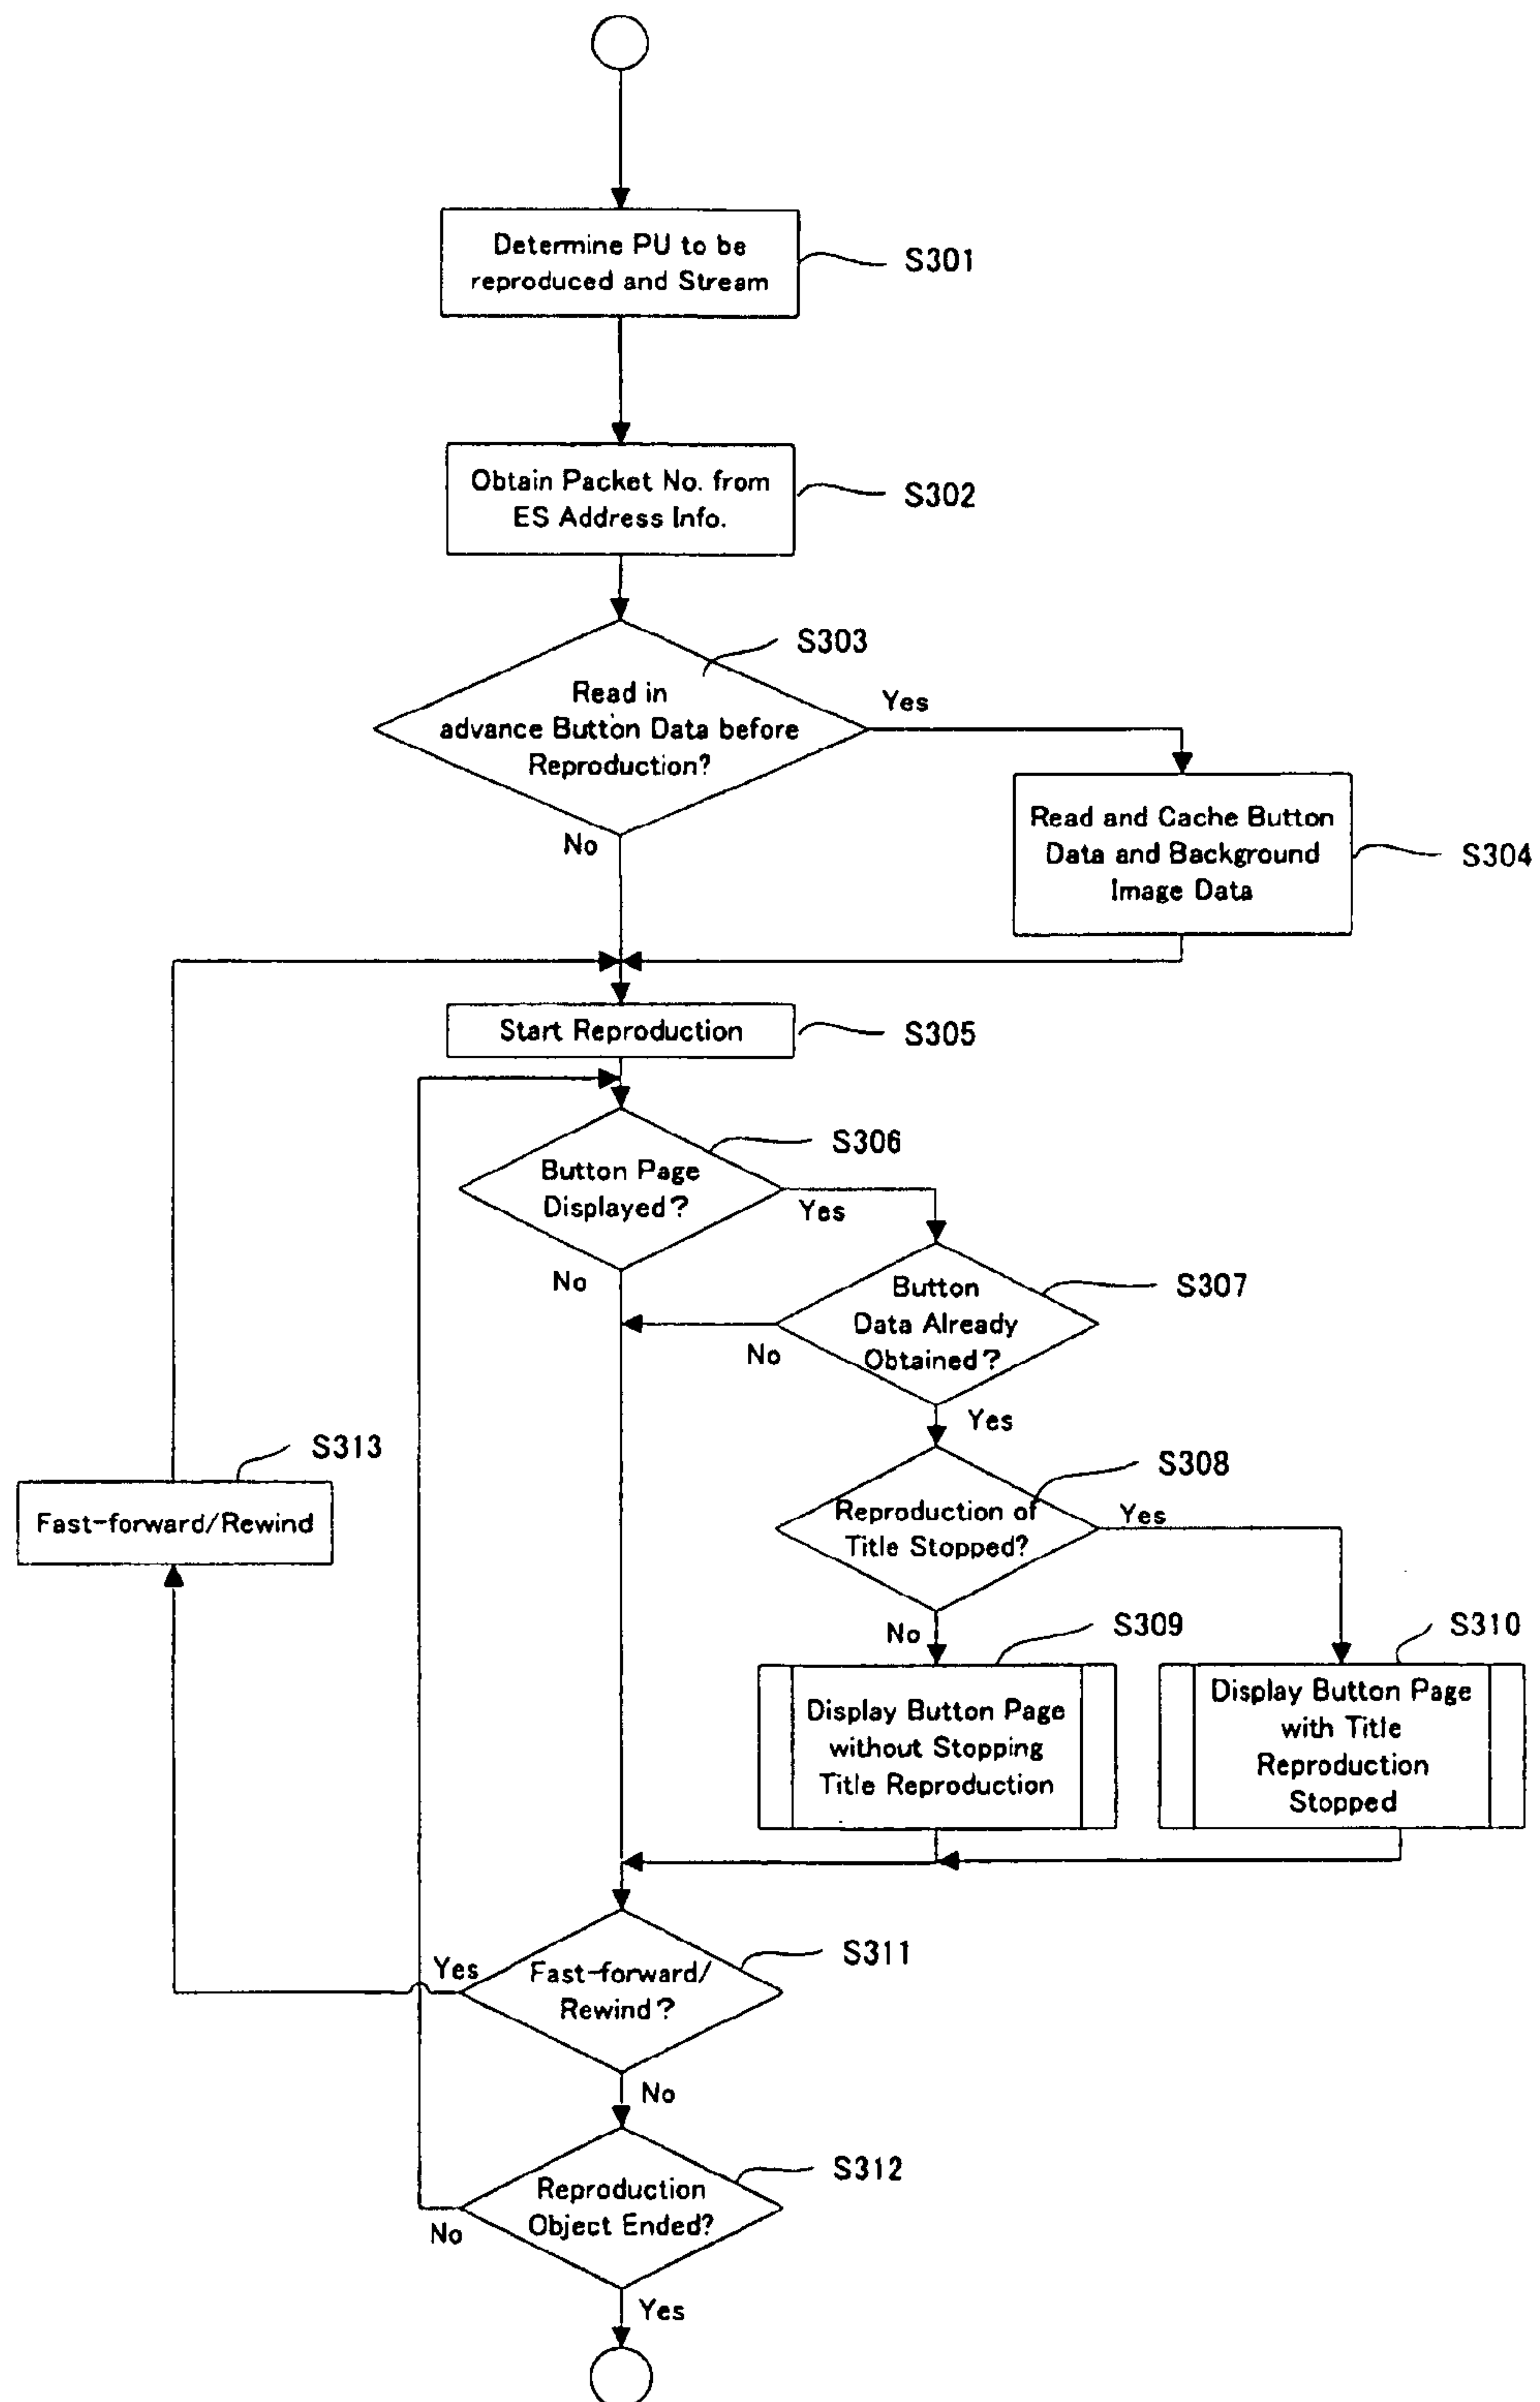 Determine PU to be
reproduced and Stream
S301
Obtain Packet No. from
ES Address Info.
S302
S303
Read in
advance Button Data before
Reproduction?
Yes
No
Read and Cache Button
Data and Background
Image Data
S304
Start Reproduction
S305
S306
Button Page
Displayed?
Yes
No
S307
Button
Data Already
Obtained?
No
Yes
S308
Reproduction of
Title Stopped?
Yes
No
S313
Fast-forward/Rewind
S309
Display Button Page
without Stopping
Title Reproduction
S310
Display Button Page
with Title
Reproduction
Stopped
S311
Fast-forward/
Rewind?
Yes
No
S312
Reproduction
Object Ended?
No
Yes